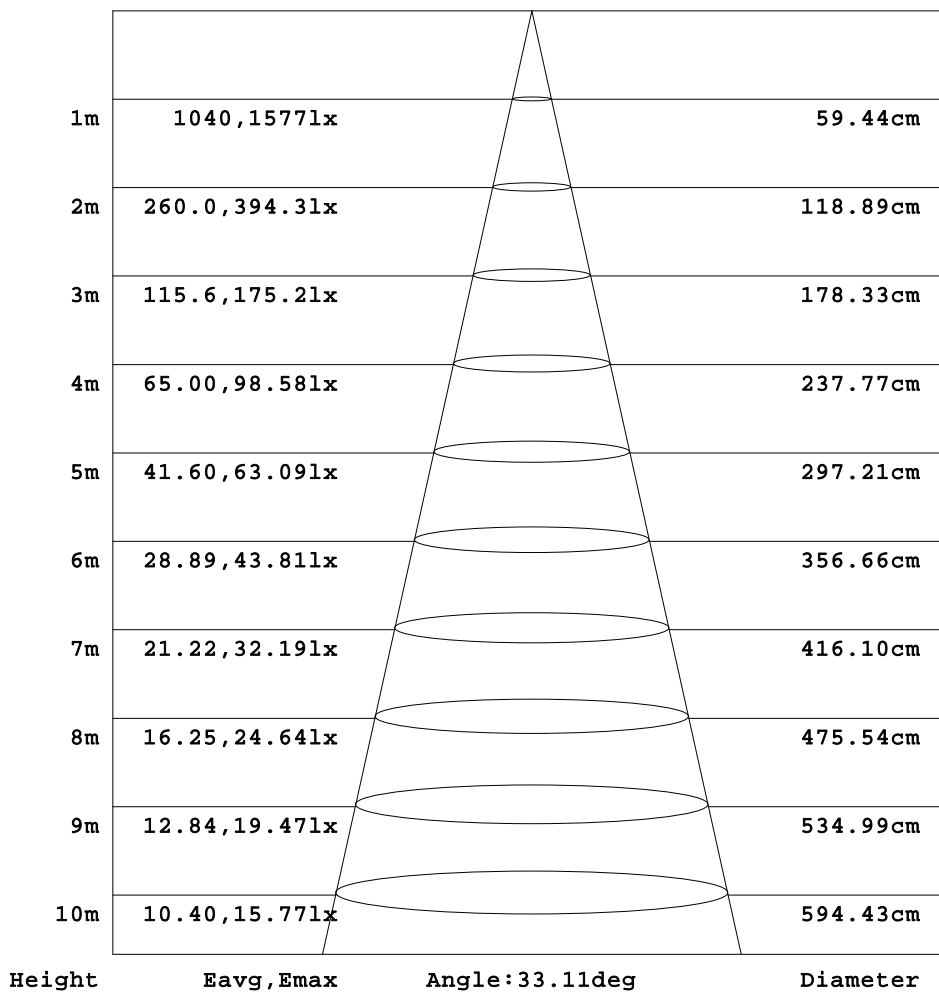 1m 1040,1577lx 59.44cm
2m 260.0,394.3lx 118.89cm
3m 115.6,175.2lx 178.33cm
4m 65.00,98.58lx 237.77cm
5m 41.60,63.09lx 297.21cm
6m 28.89,43.81lx 356.66cm
7m 21.22,32.19lx 416.10cm
8m 16.25,24.64lx 475.54cm
9m 12.84,19.47lx 534.99cm
10m 10.40,15.77lx 594.43cm
Height Eavg,Emax Angle:33.11deg Diameter